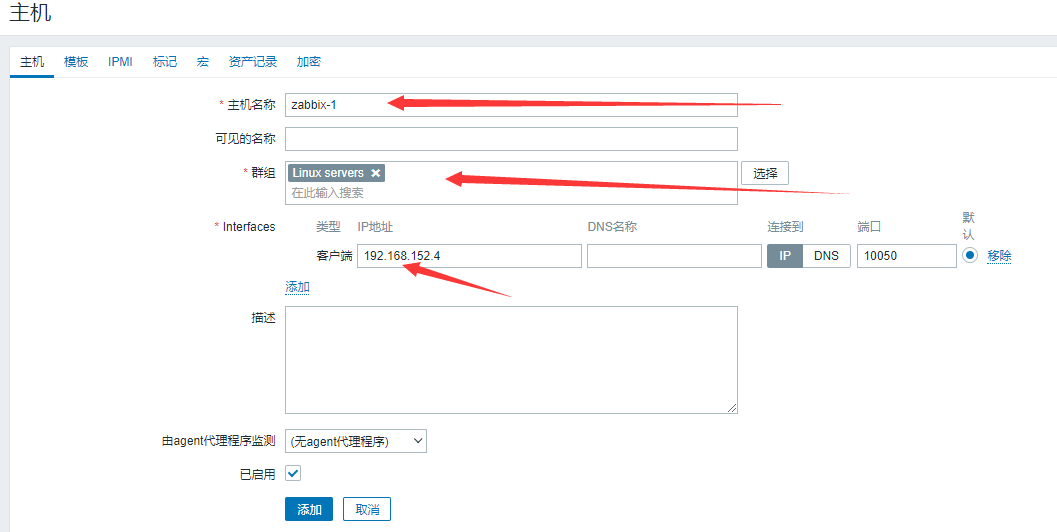 主机
主机 模板 IPMI 标记 宏 资产记录 加密
* 主机名称 zabbix-1
可见的名称
* 群组 Linux servers ✖ 选择
在此输入搜索
* Interfaces 类型 IP地址 DNS名称 连接到 端口 默认
客户端 192.168.152.4 IP DNS 10050 移除
添加
描述
由agent代理程序监测 (无agent代理程序)
已启用
添加 取消